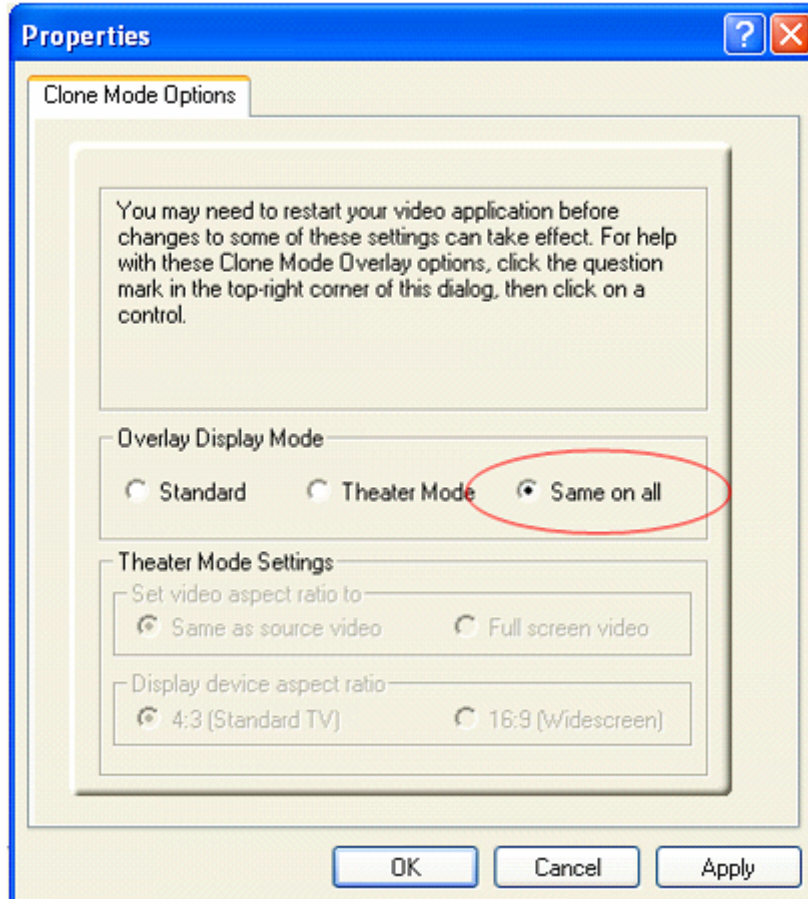 Properties
Clone Mode Options
You may need to restart your video application before
changes to some of these settings can take effect. For help
with these Clone Mode Overlay options, click the question
mark in the top-right corner of this dialog, then click on a
control.
Overlay Display Mode
Standard Theater Mode Same on all
Theater Mode Settings
Set video aspect ratio to
Same as source video Full screen video
Display device aspect ratio
4:3 (Standard TV) 16:9 (Widescreen)
OK Cancel Apply